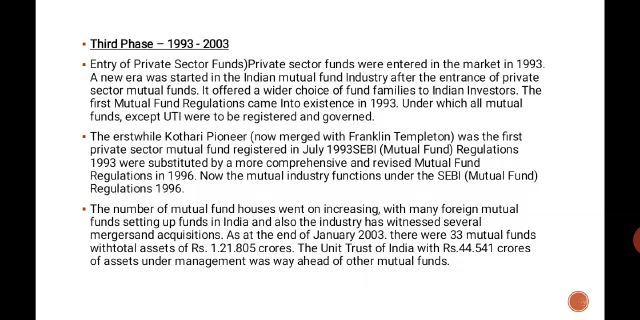 Third Phase – 1993 - 2003
Entry of Private Sector Funds)Private sector funds were entered in the market in 1993.
A new era was started in the Indian mutual fund Industry after the entrance of private
sector mutual funds. It offered a wider choice of fund families to Indian Investors. The
first Mutual Fund Regulations came Into existence in 1993. Under which all mutual
funds, except UTI were to be registered and governed.
The erstwhile Kothari Pioneer (now merged with Franklin Templeton) was the first
private sector mutual fund registered in July 1993SEBI (Mutual Fund) Regulations
1993 were substituted by a more comprehensive and revised Mutual Fund
Regulations in 1996. Now the mutual industry functions under the SEBI (Mutual Fund)
Regulations 1996.
The number of mutual fund houses went on increasing, with many foreign mutual
funds setting up funds in India and also the industry has witnessed several
mergersand acquisitions. As at the end of January 2003. there were 33 mutual funds
withtotal assets of Rs. 1.21.805 crores. The Unit Trust of India with Rs.44.541 crores
of assets under management was way ahead of other mutual funds.